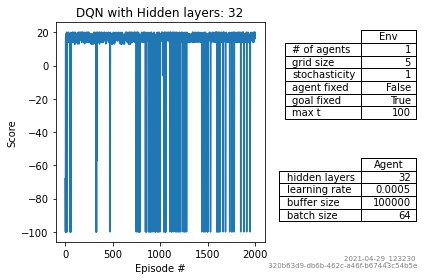 DQN with Hidden layers: 32
Score
20
0
−20
−40
−60
−80
−100
0
500
1000
1500
2000
Episode #
Env
# of agents 1
grid size 5
stochasticity 1
agent fixed False
goal fixed True
max t 100
Agent
hidden layers 32
learning rate 0.0005
buffer size 100000
batch size 64
2021-04-29_123230
320b63d9-db6b-462c-a46f-b67443c54b5e